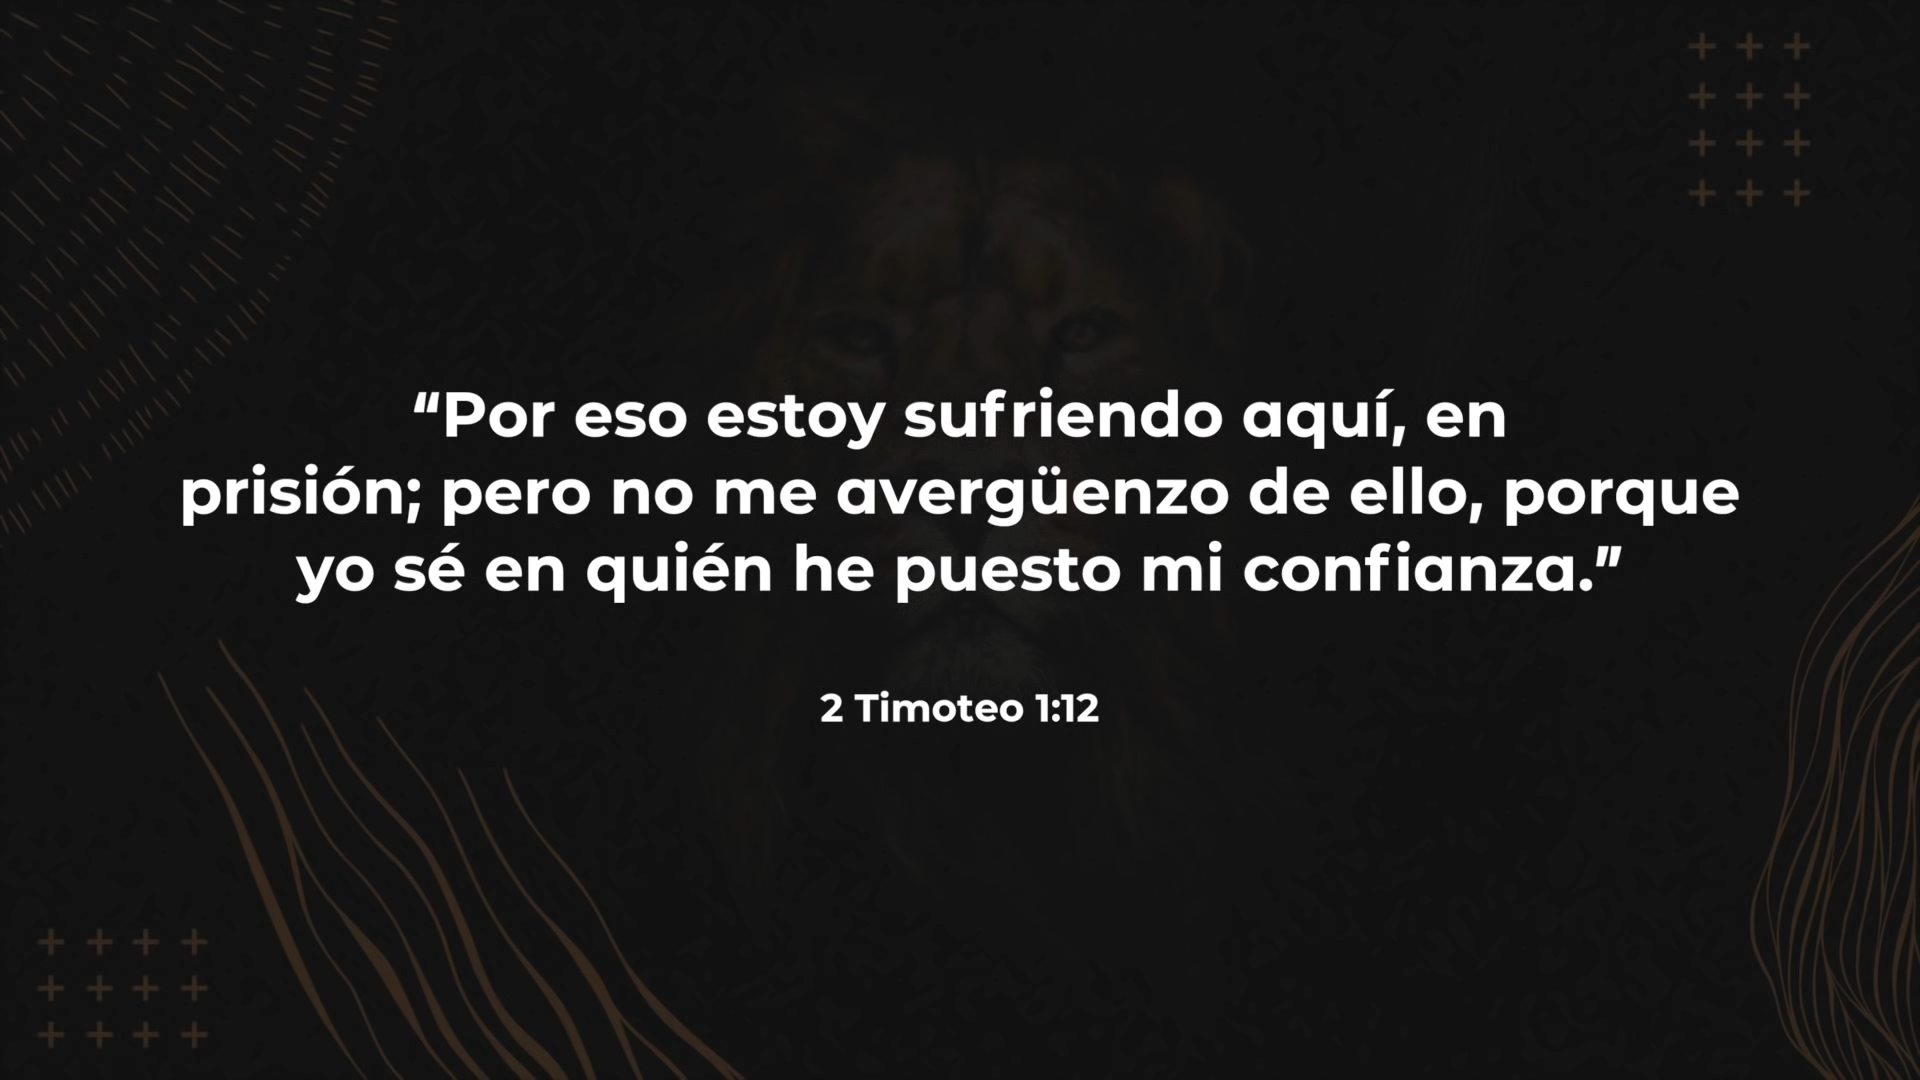 “Por eso estoy sufriendo aquí, en
prisión; pero no me avergüenzo de ello, porque
yo sé en quién he puesto mi confianza.”
2 Timoteo 1:12